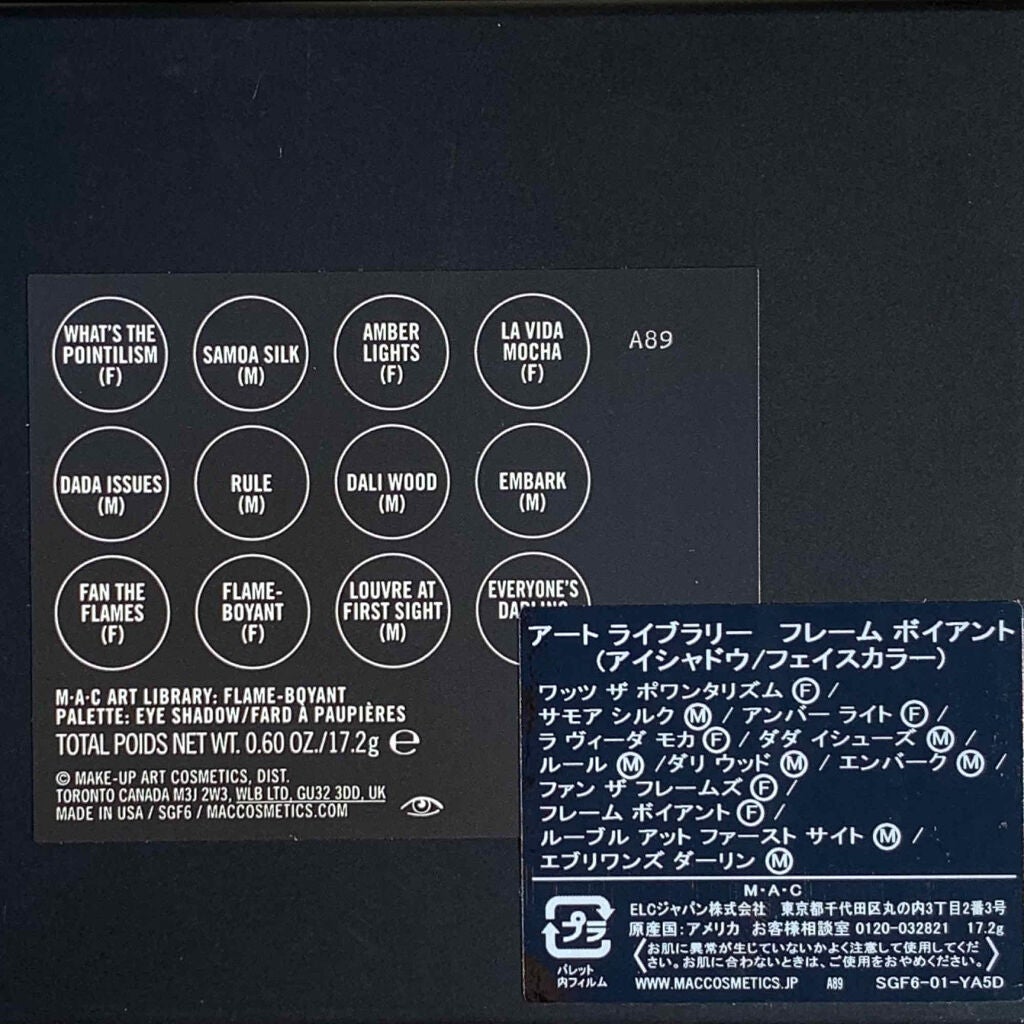 WHAT'S THE
POINTILISM
(F)
SAMOA SILK
(M)
AMBER
LIGHTS
(F)
LA VIDA
MOCHA
(F)
A89
DADA ISSUES
(M)
RULE
(M)
DALI WOOD
(M)
EMBARK
(M)
FAN THE
FLAMES
(F)
FLAME-
BOYANT
(F)
LOUVRE AT
FIRST SIGHT
(M)
EVERYONE'S
DARLING
M·A·C ART LIBRARY: FLAME-BOYANT
PALETTE: EYE SHADOW/FARD À PAUPIÈRES
TOTAL POIDS NET WT. 0.60 OZ./17.2g ℮
© MAKE-UP ART COSMETICS, DIST.
TORONTO CANADA M3J 2W3, WLB LTD, GU32 3DD, UK
MADE IN USA / SGF6 / MACCOSMETICS.COM
アート ライブラリー フレーム ボイアント
(アイシャドウ/フェイスカラー)
ワッツ ザ ポワンタリズム Ⓕ /
サモア シルク Ⓜ / アンバー ライト Ⓕ /
ラ ヴィーダ モカ Ⓕ / ダダ イシューズ Ⓜ /
ルール Ⓜ /ダリ ウッド Ⓜ / エンバーク Ⓜ /
ファン ザ フレームズ Ⓕ /
フレーム ボイアント Ⓕ /
ルーブル アット ファースト サイト Ⓜ /
エブリワンズ ダーリン Ⓜ
M·A·C
ELCジャパン株式会社 東京都千代田区丸の内3丁目2番3号
原産国:アメリカ お客様相談室 0120-032821 17.2g
お肌に異常が生じていないかよく注意して使用してくだ
さい。お肌に合わないときは、ご使用をおやめください。
プラ
パレット
内フィルム
WWW.MACCOSMETICS.JP A89 SGF6-01-YA5D